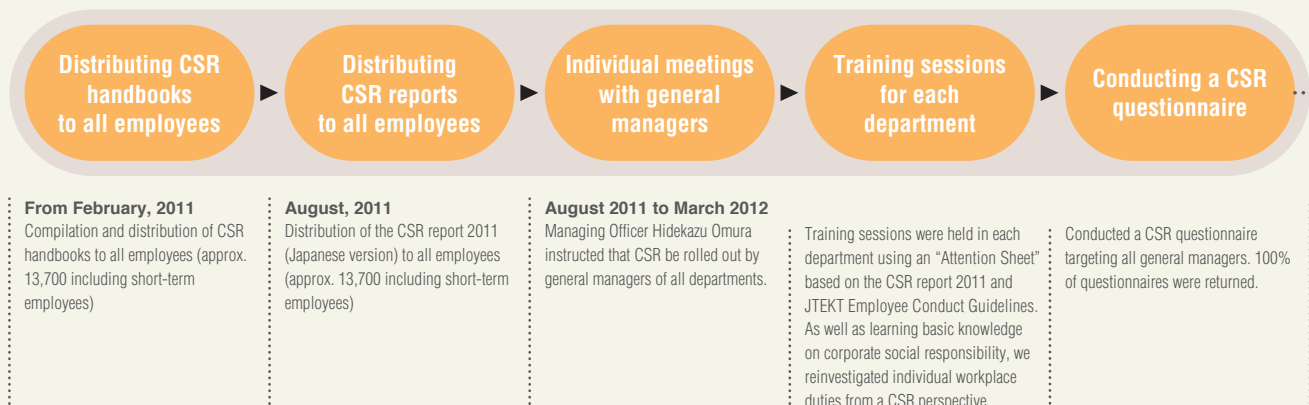 Distributing CSR
handbooks
to all employees
Distributing
CSR reports
to all employees
Individual meetings
with general
managers
Training sessions
for each
department
Conducting a CSR
questionnaire
From February, 2011
Compilation and distribution of CSR
handbooks to all employees (approx.
13,700 including short-term
employees)
August, 2011
Distribution of the CSR report 2011
(Japanese version) to all employees
(approx. 13,700 including short-term
employees)
August 2011 to March 2012
Managing Officer Hidekazu Omura
instructed that CSR be rolled out by
general managers of all departments.
Training sessions were held in each
department using an “Attention Sheet”
based on the CSR report 2011 and
JTEKT Employee Conduct Guidelines.
As well as learning basic knowledge
on corporate social responsibility, we
reinvestigated individual workplace
duties from a CSR perspective.
Conducted a CSR questionnaire
targeting all general managers. 100%
of questionnaires were returned.